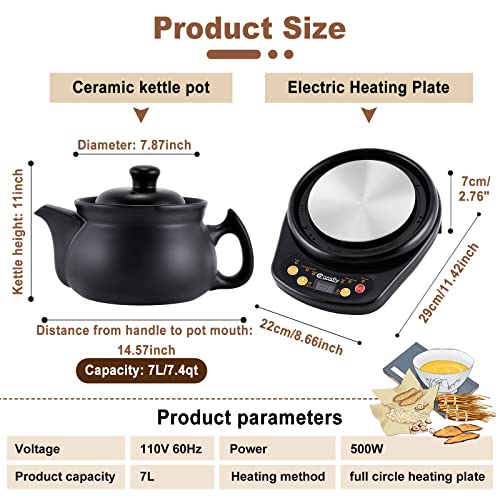 Product Size
Ceramic kettle pot
Electric Heating Plate
Diameter: 7.87inch
Kettle height: 11inch
7cm/
2.76"
29cm/11.42inch
22cm/8.66inch
Distance from handle to pot mouth:
14.57inch
Capacity: 7L/7.4qt
Product parameters
Voltage 110V 60Hz Power 500W
Product capacity 7L Heating method full circle heating plate